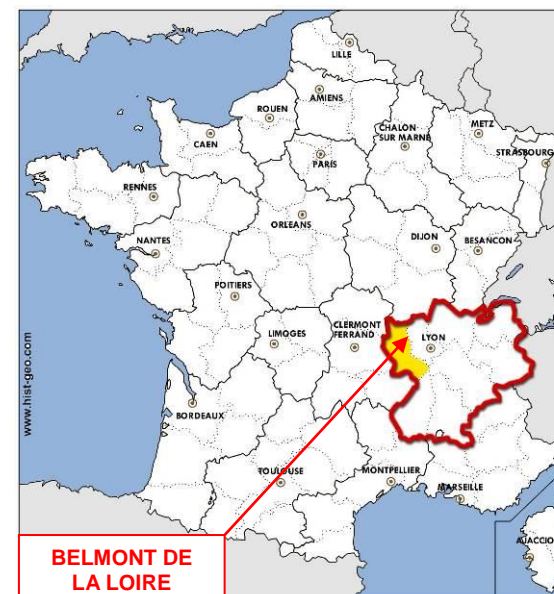 LILLE
AMIENS
ROUEN
CAEN
CHALON-
SUR MARNE
METZ
PARIS
STRASBOURG
RENNES
ORLEANS
NANTES
DIJON
BESANCON
POITIERS
LIMOGES
CLERMONT
FERRAND
LYON
www.hist-geo.com
BORDEAUX
TOULOUSE
MONTPELLIER
MARSEILLE
AJACCIO
BELMONT DE
LA LOIRE